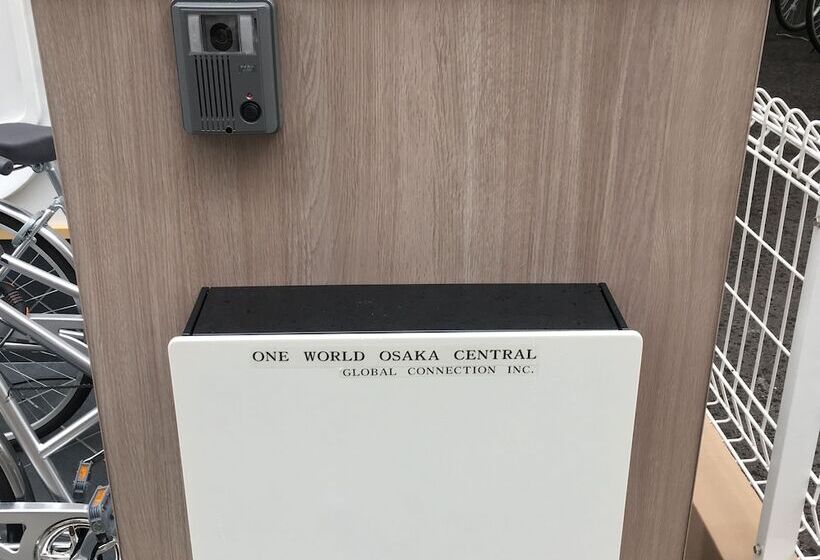 ONE WORLD OSAKA CENTRAL
GLOBAL CONNECTION INC.